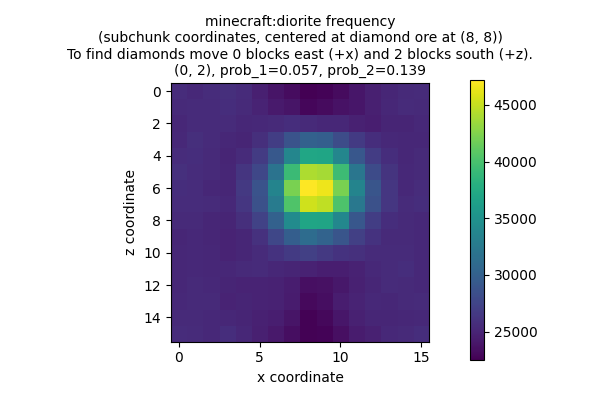 minecraft:diorite frequency
(subchunk coordinates, centered at diamond ore at (8, 8))
To find diamonds move 0 blocks east (+x) and 2 blocks south (+z).
(0, 2), prob_1=0.057, prob_2=0.139
0
2
4
6
8
10
12
14
z coordinate
0
5
10
15
x coordinate
45000
40000
35000
30000
25000